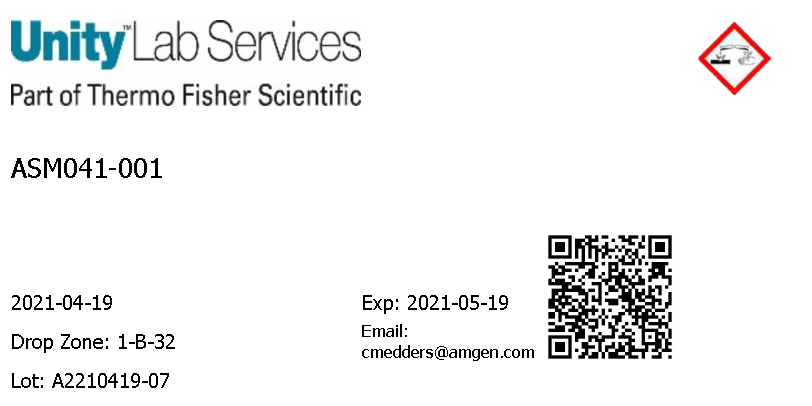 Unity™ Lab Services
Part of Thermo Fisher Scientific
ASM041-001
2021-04-19
Exp: 2021-05-19
Drop Zone: 1-B-32
Email:
cmedders@amgen.com
Lot: A2210419-07